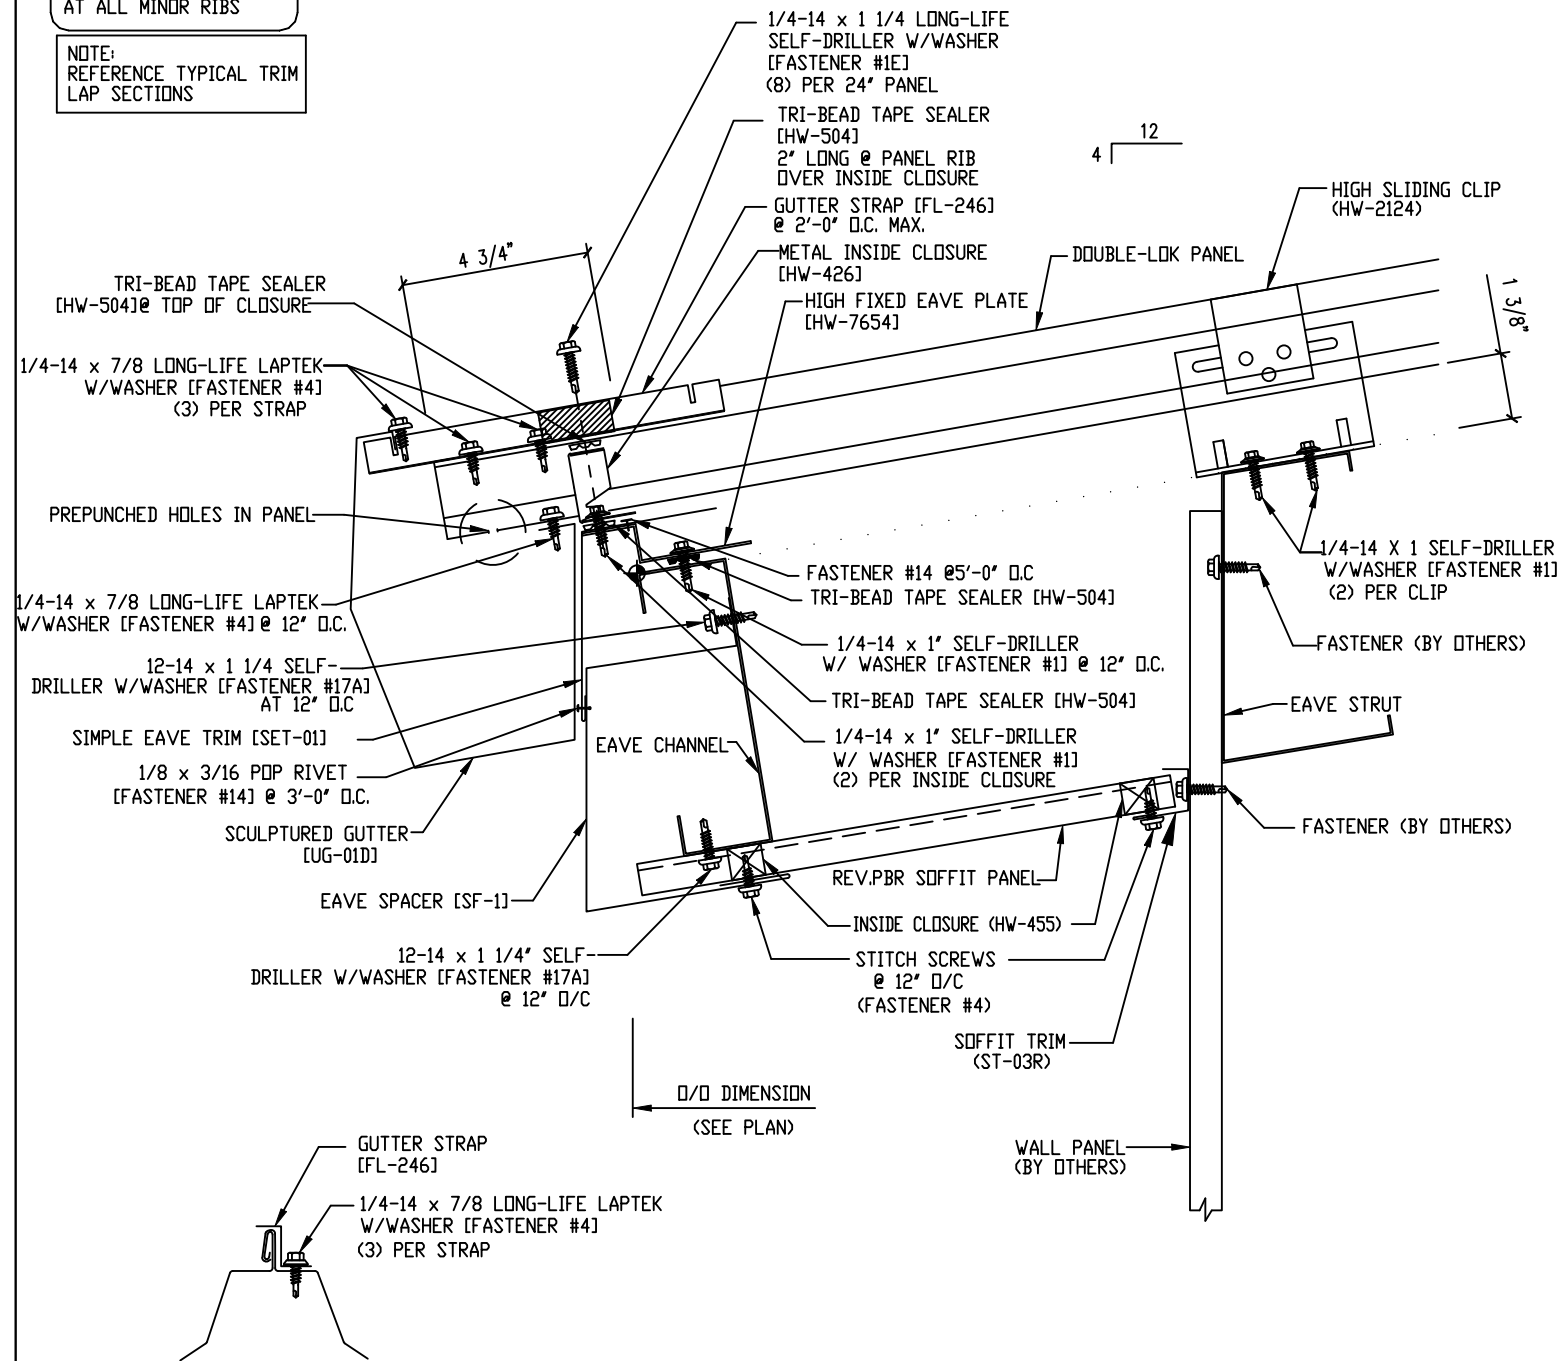 AT ALL MINOR RIBS
NOTE:
REFERENCE TYPICAL TRIM
LAP SECTIONS
1/4-14 x 1 1/4 LONG-LIFE
SELF-DRILLER W/WASHER
[FASTENER #1E]
(8) PER 24" PANEL
TRI-BEAD TAPE SEALER
[HW-504]
2" LONG @ PANEL RIB
OVER INSIDE CLOSURE
GUTTER STRAP [FL-246]
@ 2'-0" O.C. MAX.
METAL INSIDE CLOSURE
[HW-426]
HIGH FIXED EAVE PLATE
[HW-7654]
12
4
HIGH SLIDING CLIP
(HW-2124)
DOUBLE-LOK PANEL
1 3/8"
4 3/4"
TRI-BEAD TAPE SEALER
[HW-504]@ TOP OF CLOSURE
1/4-14 x 7/8 LONG-LIFE LAPTEK
W/WASHER [FASTENER #4]
(3) PER STRAP
PREPUNCHED HOLES IN PANEL
1/4-14 x 7/8 LONG-LIFE LAPTEK
W/WASHER [FASTENER #4] @ 12" O.C.
12-14 x 1 1/4 SELF-
DRILLER W/WASHER [FASTENER #17A]
AT 12" O.C
SIMPLE EAVE TRIM [SET-01]
1/8 x 3/16 POP RIVET
[FASTENER #14] @ 3'-0" O.C.
SCULPTURED GUTTER
[UG-01D]
EAVE SPACER [SF-1]
12-14 x 1 1/4" SELF-
DRILLER W/WASHER [FASTENER #17A]
@ 12" O/C
FASTENER #14 @5'-0" O.C
TRI-BEAD TAPE SEALER [HW-504]
1/4-14 x 1" SELF-DRILLER
W/ WASHER [FASTENER #1] @ 12" O.C.
TRI-BEAD TAPE SEALER [HW-504]
1/4-14 x 1" SELF-DRILLER
W/ WASHER [FASTENER #1]
(2) PER INSIDE CLOSURE
EAVE CHANNEL
1/4-14 X 1 SELF-DRILLER
W/WASHER [FASTENER #1]
(2) PER CLIP
FASTENER (BY OTHERS)
EAVE STRUT
FASTENER (BY OTHERS)
REV.PBR SOFFIT PANEL
INSIDE CLOSURE (HW-455)
STITCH SCREWS
@ 12" O/C
(FASTENER #4)
SOFFIT TRIM
(ST-03R)
O/O DIMENSION
(SEE PLAN)
WALL PANEL
(BY OTHERS)
GUTTER STRAP
[FL-246]
1/4-14 x 7/8 LONG-LIFE LAPTEK
W/WASHER [FASTENER #4]
(3) PER STRAP